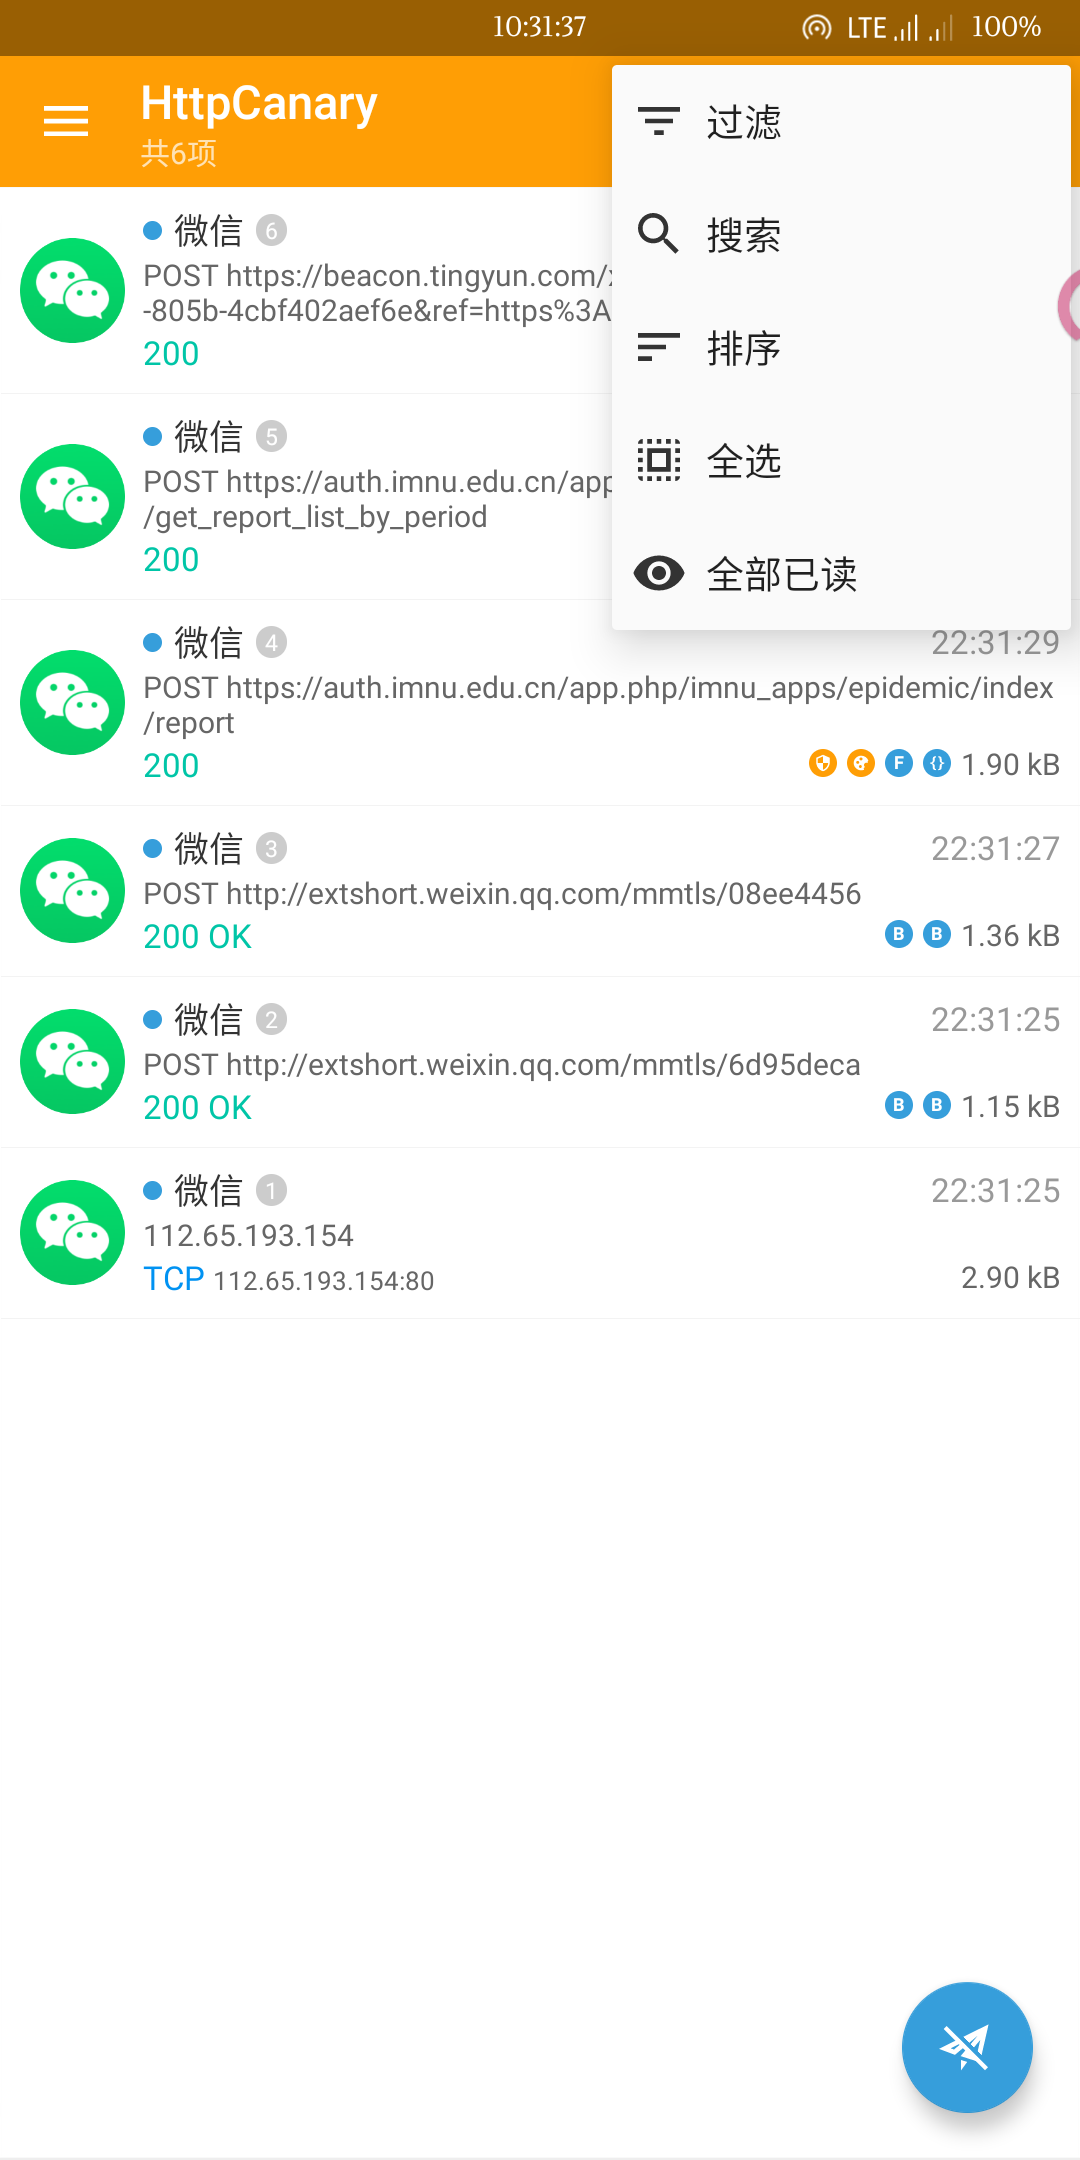 10:31:37
LTE 100%
HttpCanary
共6项
过滤
搜索
排序
全选
全部已读
微信 6
POST https://beacon.tingyun.com/
-805b-4cbf402aef6e&ref=https%3A
200
微信 5
POST https://auth.imnu.edu.cn/app
/get_report_list_by_period
200
微信 4 22:31:29
POST https://auth.imnu.edu.cn/app.php/imnu_apps/epidemic/index
/report
200 F {} 1.90 kB
微信 3 22:31:27
POST http://extshort.weixin.qq.com/mmtls/08ee4456
200 OK B B 1.36 kB
微信 2 22:31:25
POST http://extshort.weixin.qq.com/mmtls/6d95deca
200 OK B B 1.15 kB
微信 1 22:31:25
112.65.193.154
TCP 112.65.193.154:80 2.90 kB